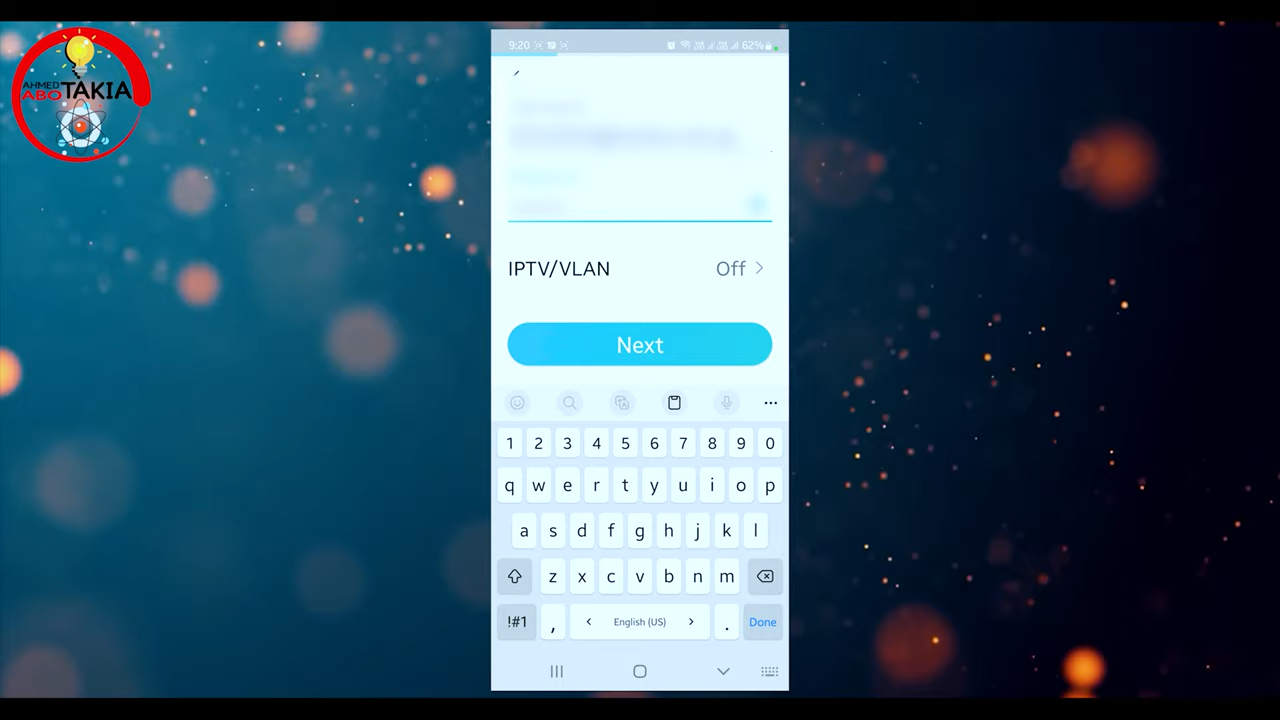 AHMED
ABO TAKIA
9:20
62%
IPTV/VLAN
Off
Next
1 2 3 4 5 6 7 8 9 0
q w e r t y u i o p
a s d f g h j k l
z x c v b n m
!#1 , < English (US) > . Done